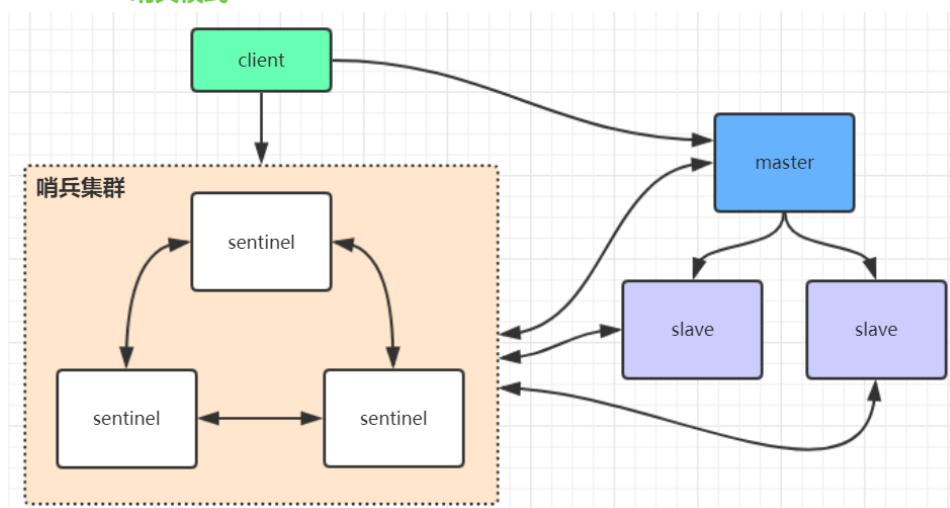 client
master
哨兵集群
sentinel
slave
slave
sentinel
sentinel